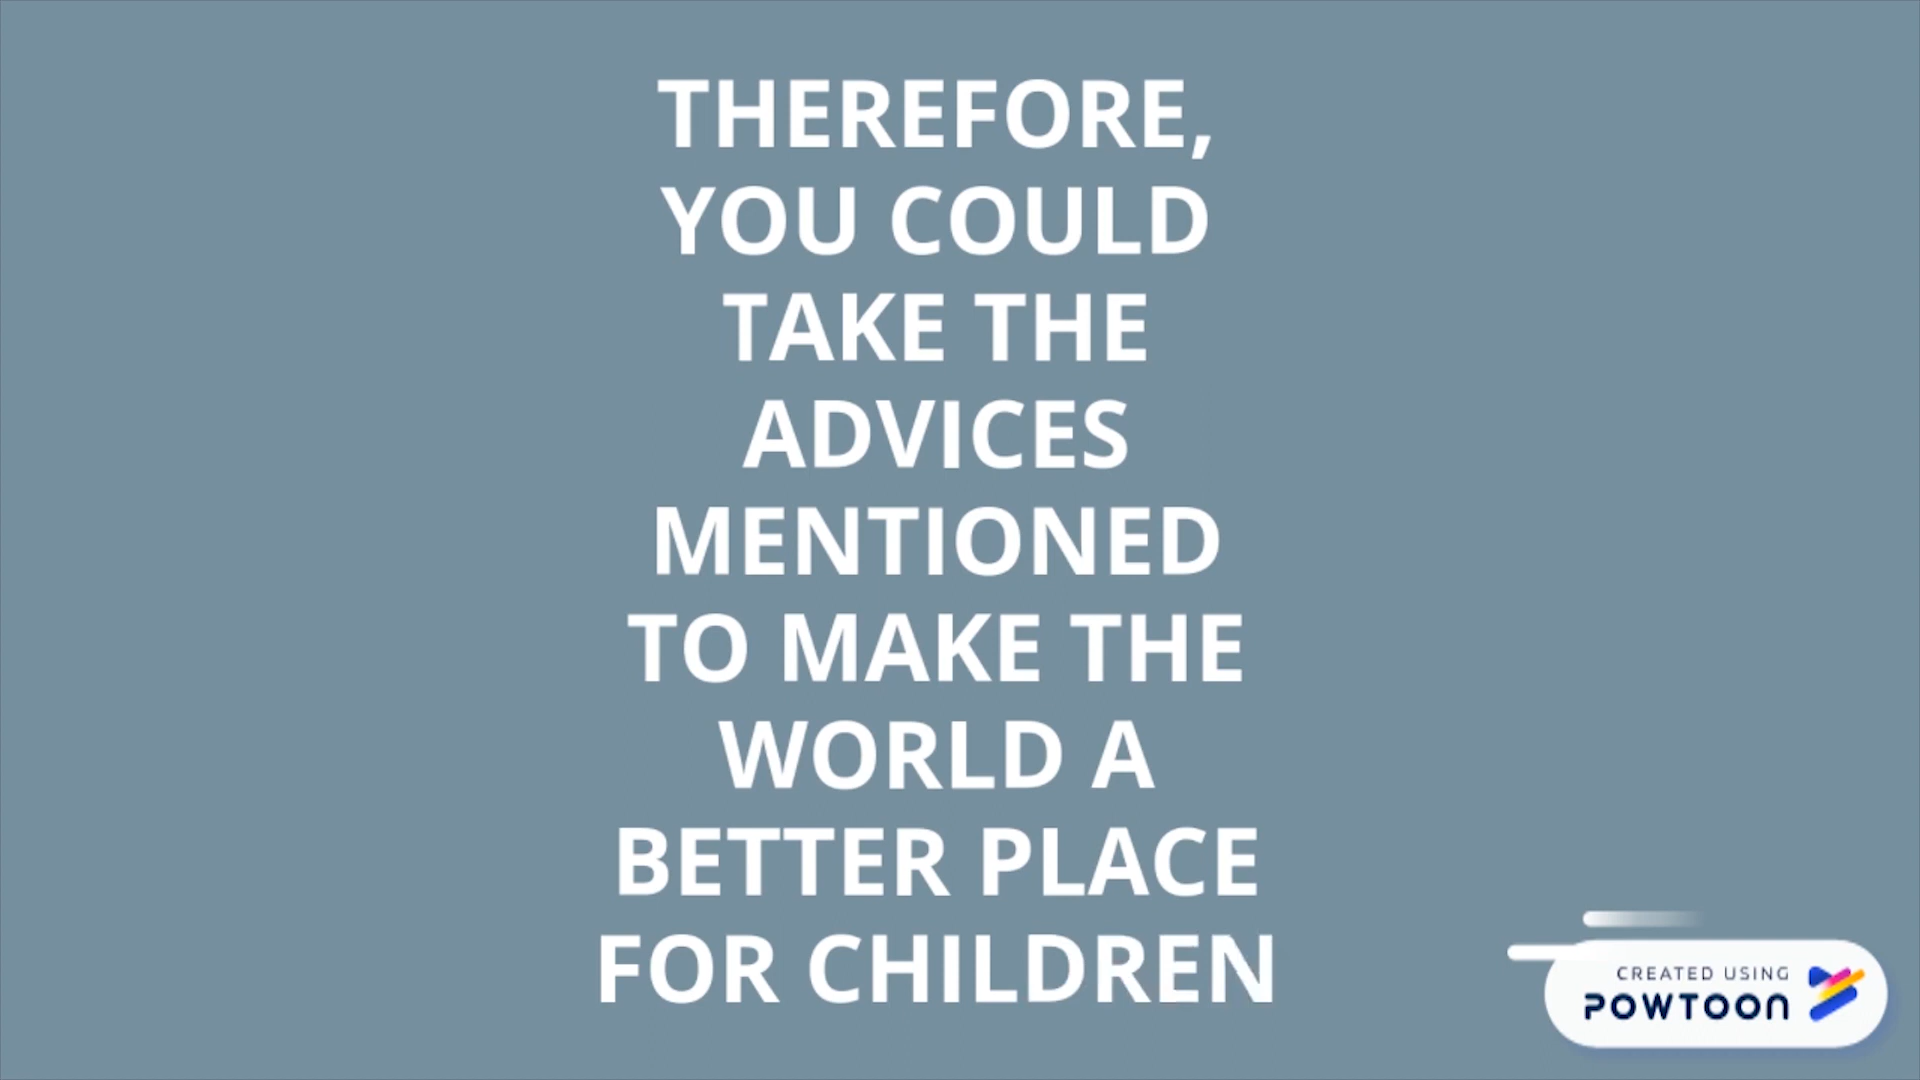 THEREFORE,
YOU COULD
TAKE THE
ADVICES
MENTIONED
TO MAKE THE
WORLD A
BETTER PLACE
FOR CHILDREN
CREATED USING
POWTOON